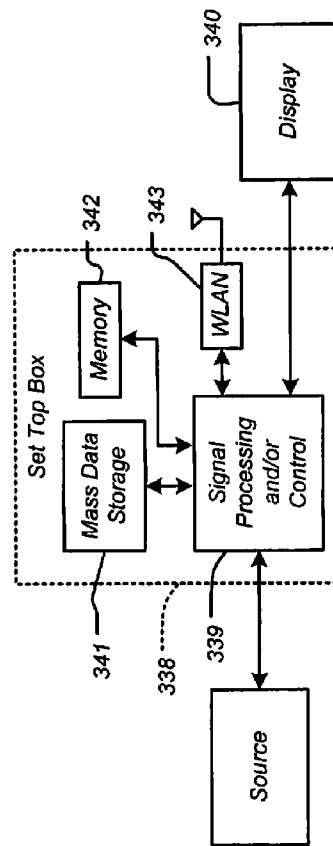 Set Top Box
Mass Data
Storage
341
Memory
342
343
WLAN
Signal
Processing
and/or
Control
338
339
Source
340
Display